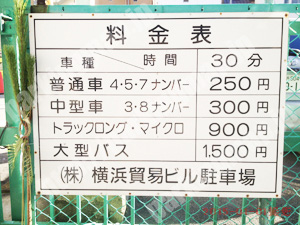 料金表
車種 時間 30分
普通車 4・5・7ナンバー 250円
中型車 3・8ナンバー 300円
トラックロング・マイクロ 900円
大型バス 1.500円
(株) 横浜貿易ビル駐車場